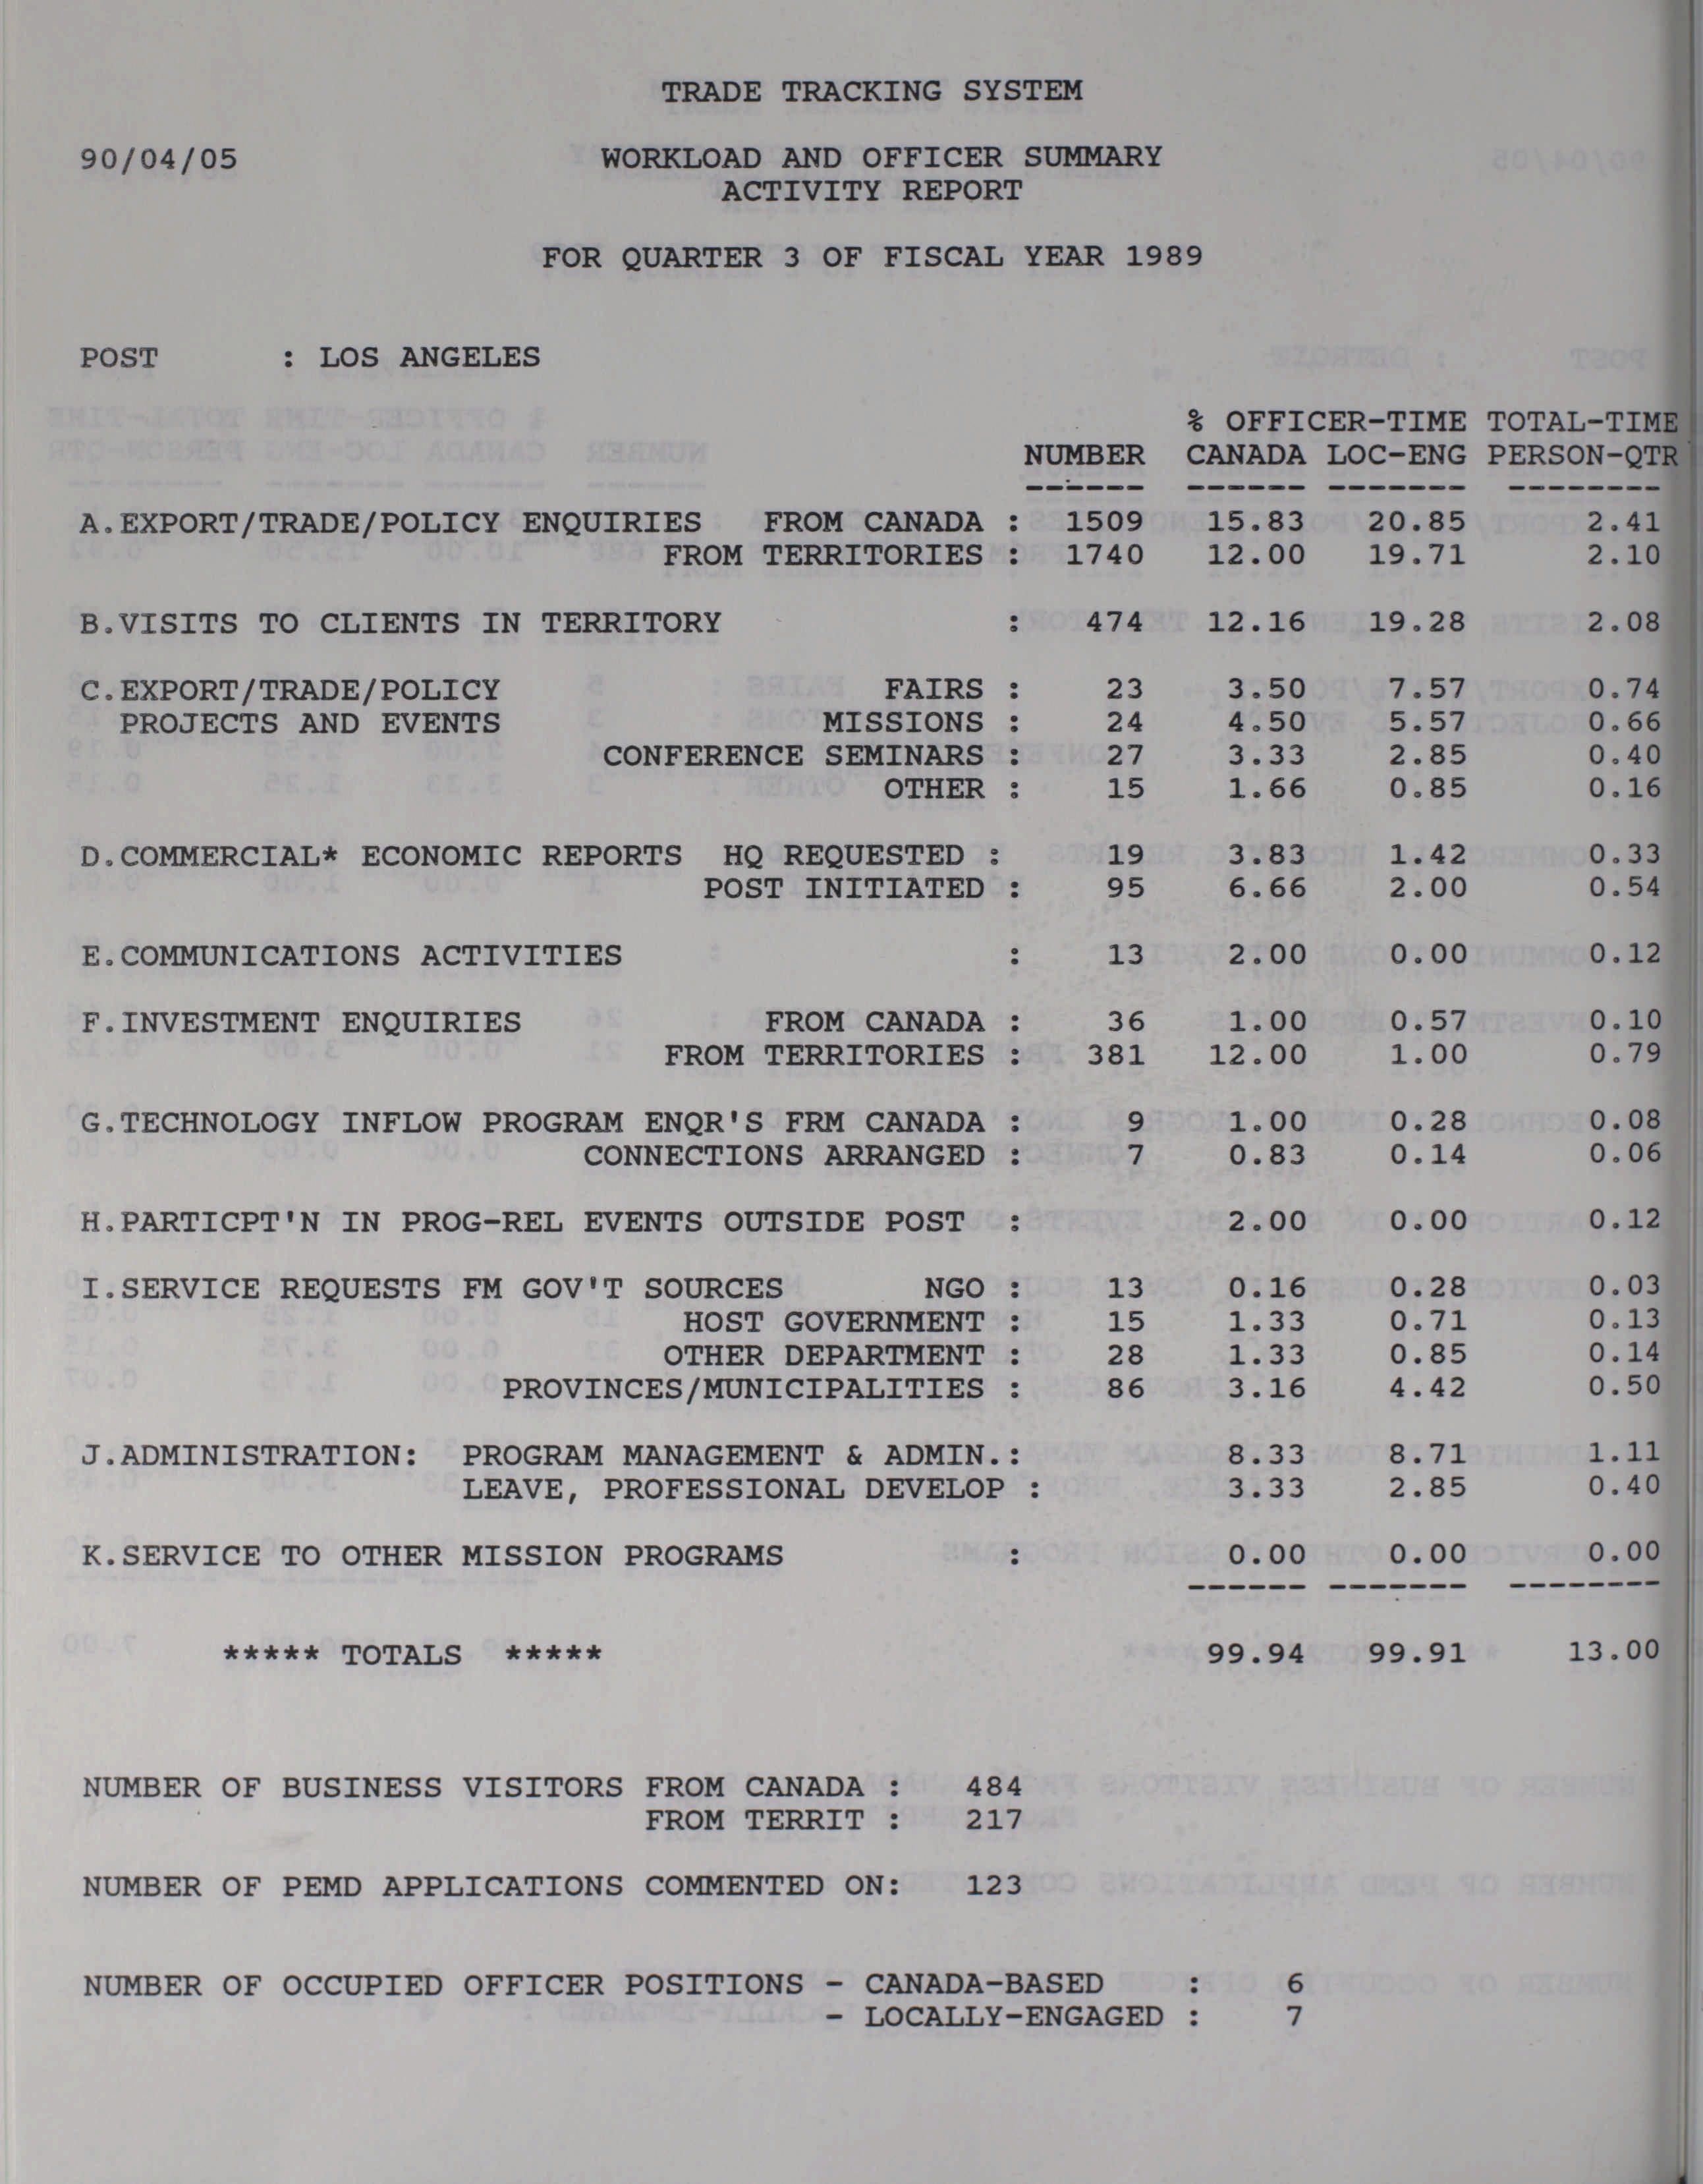 TRADE TRACKING SYSTEM
90/04/05 WORKLOAD AND OFFICER SUMMARY
ACTIVITY REPORT
FOR QUARTER 3 OF FISCAL YEAR 1989
POST : LOS ANGELES
% OFFICER-TIME TOTAL-TIME
NUMBER CANADA LOC-ENG PERSON-QTR
------ ------ ------- --------
A.EXPORT/TRADE/POLICY ENQUIRIES FROM CANADA : 1509 15.83 20.85 2.41
FROM TERRITORIES : 1740 12.00 19.71 2.10
B.VISITS TO CLIENTS IN TERRITORY : 474 12.16 19.28 2.08
C.EXPORT/TRADE/POLICY FAIRS : 23 3.50 7.57 0.74
PROJECTS AND EVENTS MISSIONS : 24 4.50 5.57 0.66
CONFERENCE SEMINARS : 27 3.33 2.85 0.40
OTHER : 15 1.66 0.85 0.16
D.COMMERCIAL* ECONOMIC REPORTS HQ REQUESTED : 19 3.83 1.42 0.33
POST INITIATED : 95 6.66 2.00 0.54
E.COMMUNICATIONS ACTIVITIES : 13 2.00 0.00 0.12
F.INVESTMENT ENQUIRIES FROM CANADA : 36 1.00 0.57 0.10
FROM TERRITORIES : 381 12.00 1.00 0.79
G.TECHNOLOGY INFLOW PROGRAM ENQR'S FRM CANADA : 9 1.00 0.28 0.08
CONNECTIONS ARRANGED : 7 0.83 0.14 0.06
H.PARTICPT'N IN PROG-REL EVENTS OUTSIDE POST : 2.00 0.00 0.12
I.SERVICE REQUESTS FM GOV'T SOURCES NGO : 13 0.16 0.28 0.03
HOST GOVERNMENT : 15 1.33 0.71 0.13
OTHER DEPARTMENT : 28 1.33 0.85 0.14
PROVINCES/MUNICIPALITIES : 86 3.16 4.42 0.50
J.ADMINISTRATION: PROGRAM MANAGEMENT & ADMIN.: 8.33 8.71 1.11
LEAVE, PROFESSIONAL DEVELOP : 3.33 2.85 0.40
K.SERVICE TO OTHER MISSION PROGRAMS : 0.00 0.00 0.00
------ ------- --------
***** TOTALS ***** 99.94 99.91 13.00
NUMBER OF BUSINESS VISITORS FROM CANADA : 484
FROM TERRIT : 217
NUMBER OF PEMD APPLICATIONS COMMENTED ON: 123
NUMBER OF OCCUPIED OFFICER POSITIONS - CANADA-BASED : 6
- LOCALLY-ENGAGED : 7